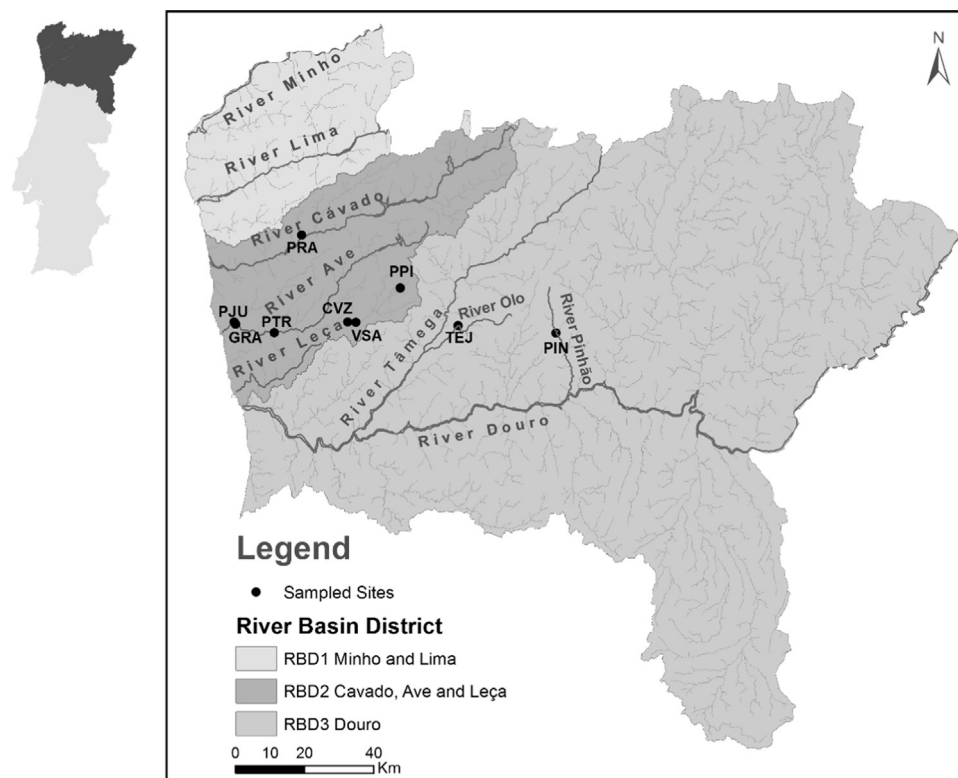 N
River Minho
River Lima
River Cávado
PRA
River Ave
PPI
PJU
GRA
PTR
CVZ
VSA
River Leça
River Tâmega
River Olo
TEJ
PIN
River Pinhão
River Douro
Legend
Sampled Sites
River Basin District
RBD1 Minho and Lima
RBD2 Cavado, Ave and Leça
RBD3 Douro
0 10 20 40
Km